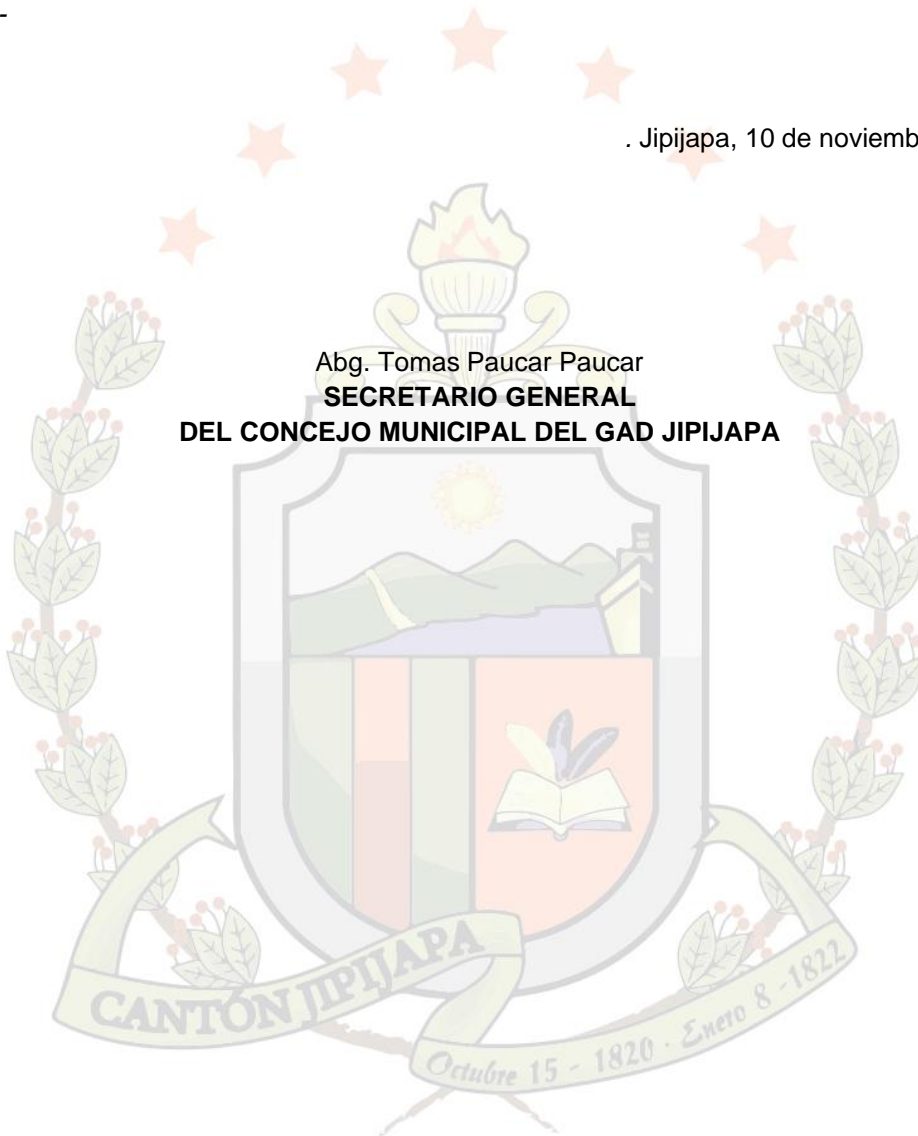 -
. Jipijapa, 10 de noviemb
Abg. Tomas Paucar Paucar
SECRETARIO GENERAL
DEL CONCEJO MUNICIPAL DEL GAD JIPIJAPA
CANTÓN JIPIJAPA
Octubre 15 - 1820 · Enero 8 - 1822